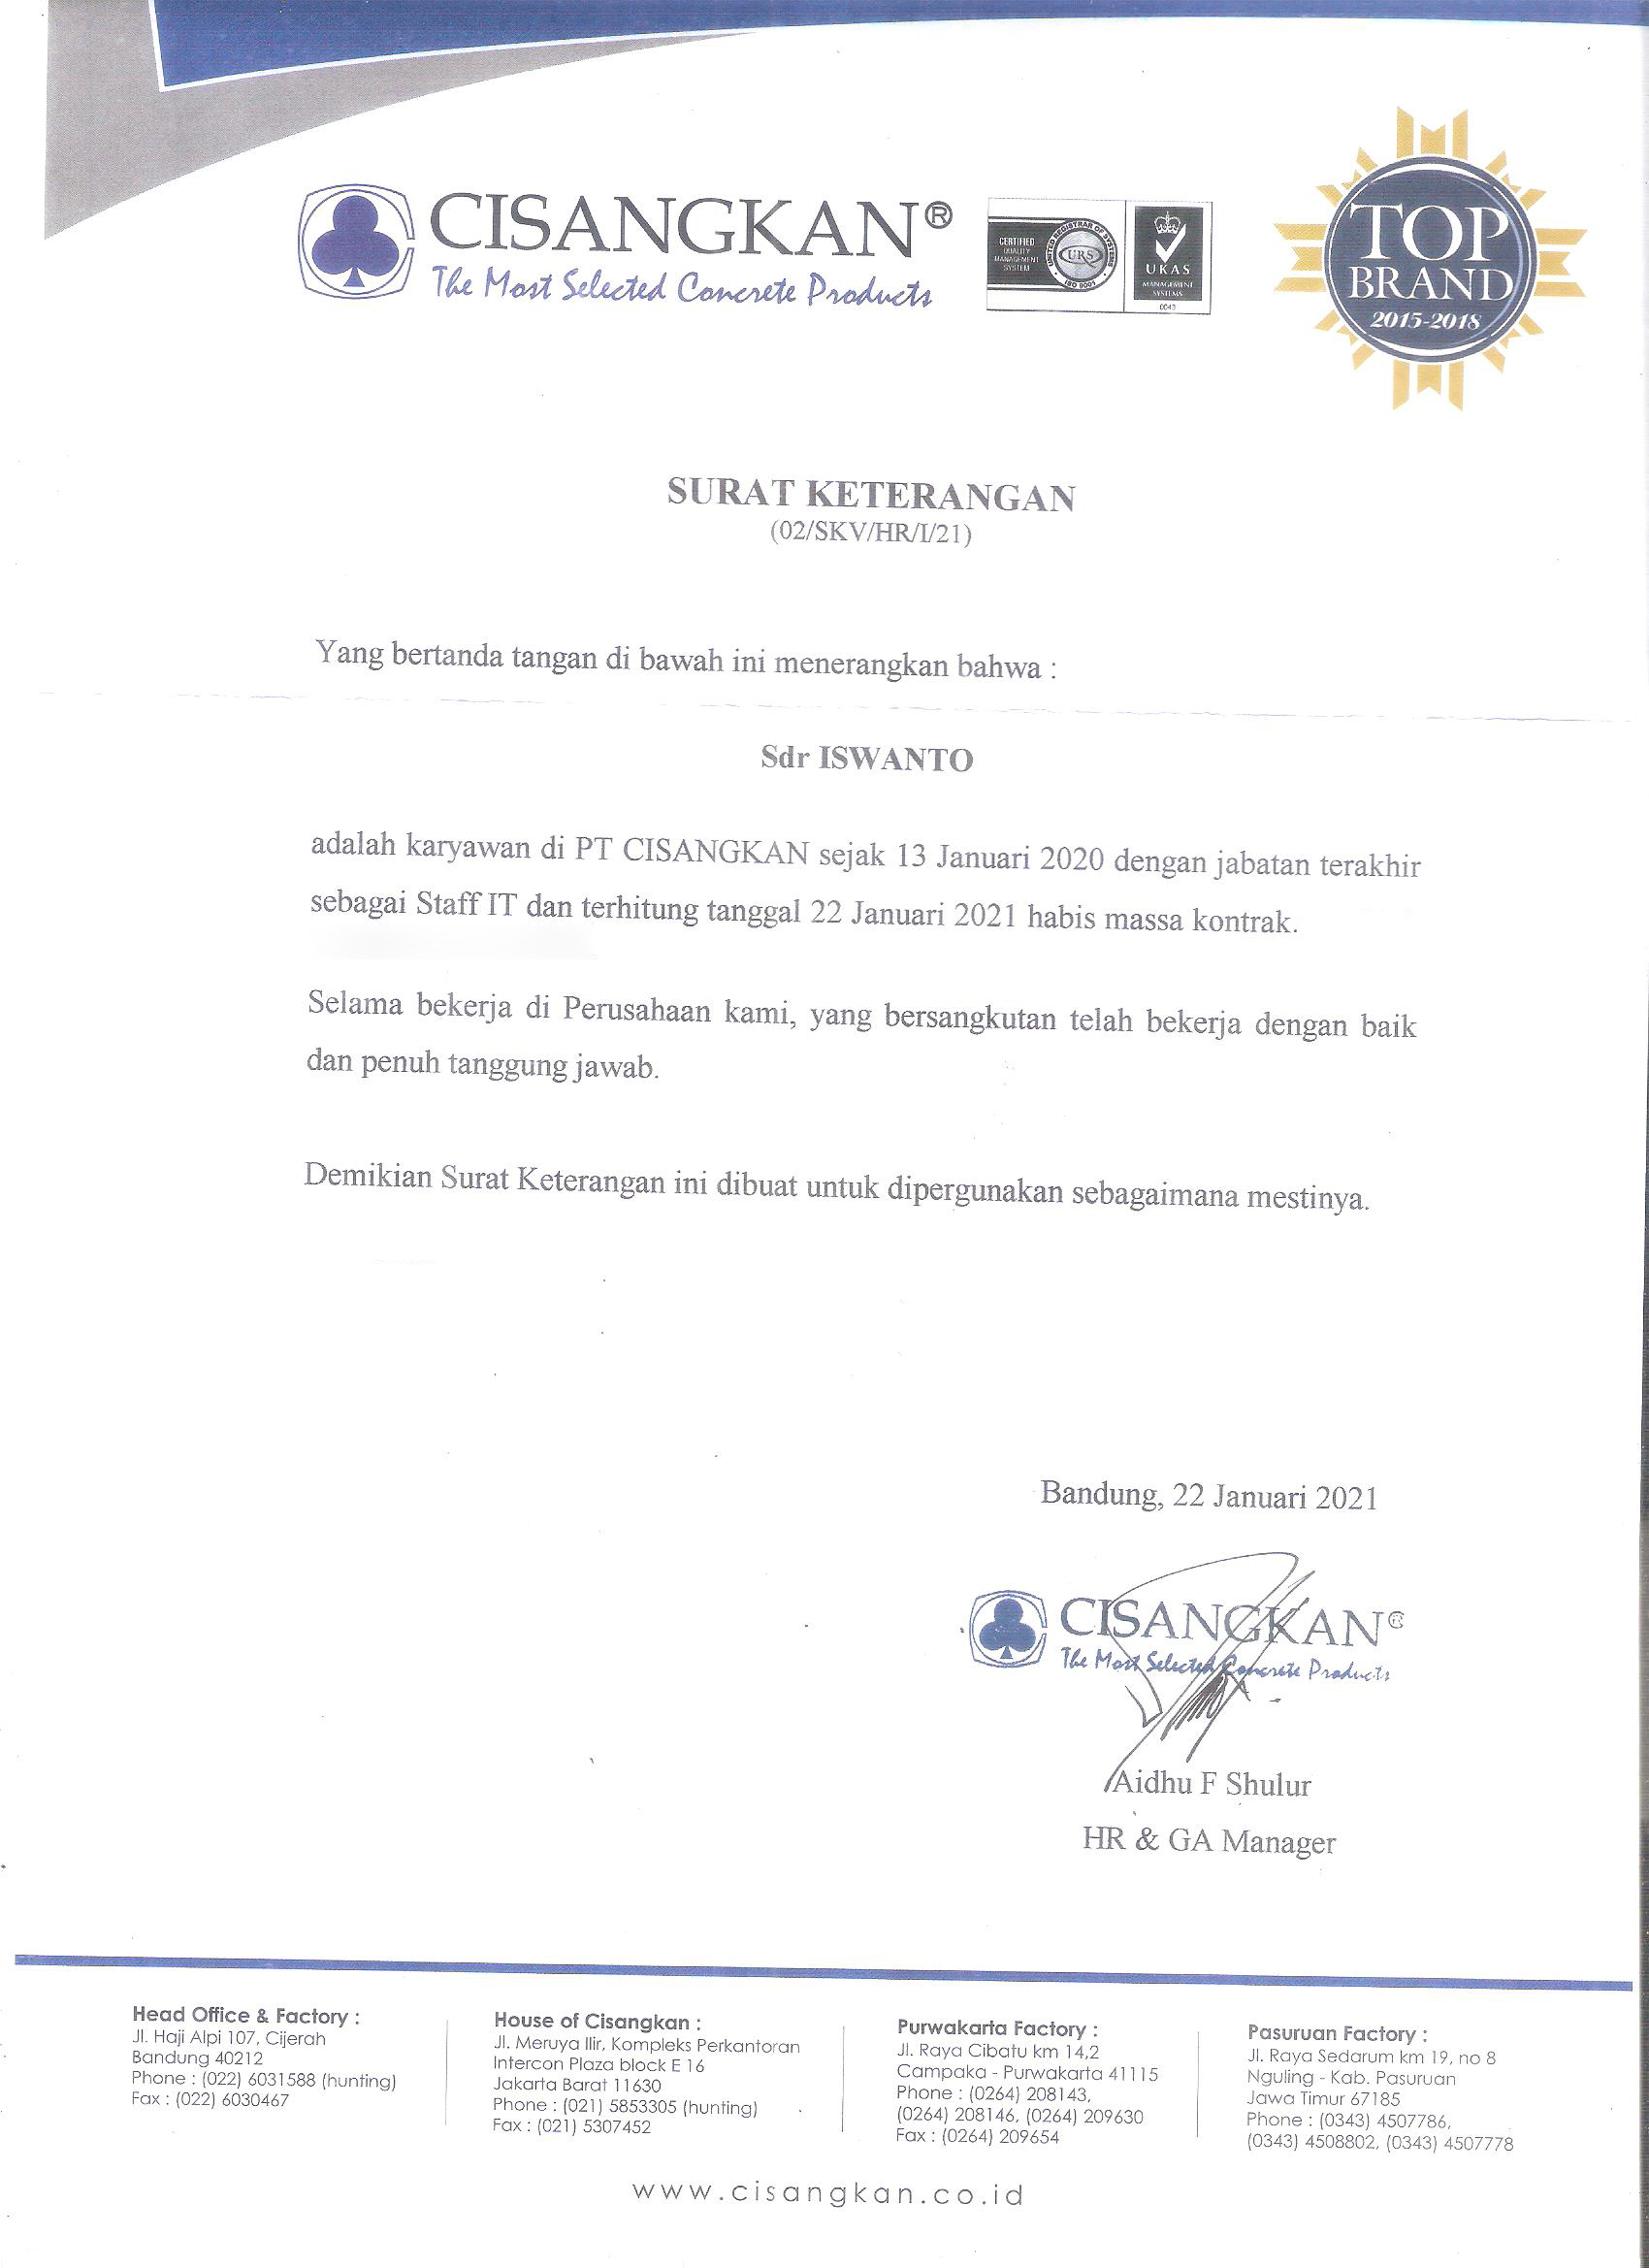 CISANGKAN®
The Most Selected Concrete Products
CERTIFIED
QUALITY
MANAGEMENT
SYSTEM
UNITED REGISTRAR OF SYSTEMS
URS
ISO 9001
UKAS
MANAGEMENT
SYSTEMS
0043
TOP
BRAND
2015-2018
SURAT KETERANGAN
(02/SKV/HR/I/21)
Yang bertanda tangan di bawah ini menerangkan bahwa :
Sdr ISWANTO
adalah karyawan di PT CISANGKAN sejak 13 Januari 2020 dengan jabatan terakhir
sebagai Staff IT dan terhitung tanggal 22 Januari 2021 habis massa kontrak.
Selama bekerja di Perusahaan kami, yang bersangkutan telah bekerja dengan baik
dan penuh tanggung jawab.
Demikian Surat Keterangan ini dibuat untuk dipergunakan sebagaimana mestinya.
Bandung, 22 Januari 2021
CISANGKAN®
The Most Selected Concrete Products
Aidhu F Shulur
HR & GA Manager
Head Office & Factory :
Jl. Haji Alpi 107, Cijerah
Bandung 40212
Phone : (022) 6031588 (hunting)
Fax : (022) 6030467
House of Cisangkan :
Jl. Meruya Ilir, Kompleks Perkantoran
Intercon Plaza block E 16
Jakarta Barat 11630
Phone : (021) 5853305 (hunting)
Fax : (021) 5307452
Purwakarta Factory :
Jl. Raya Cibatu km 14,2
Campaka - Purwakarta 41115
Phone : (0264) 208143,
(0264) 208146, (0264) 209630
Fax : (0264) 209654
Pasuruan Factory :
Jl. Raya Sedarum km 19, no 8
Nguling - Kab. Pasuruan
Jawa Timur 67185
Phone : (0343) 4507786,
(0343) 4508802, (0343) 4507778
www.cisangkan.co.id